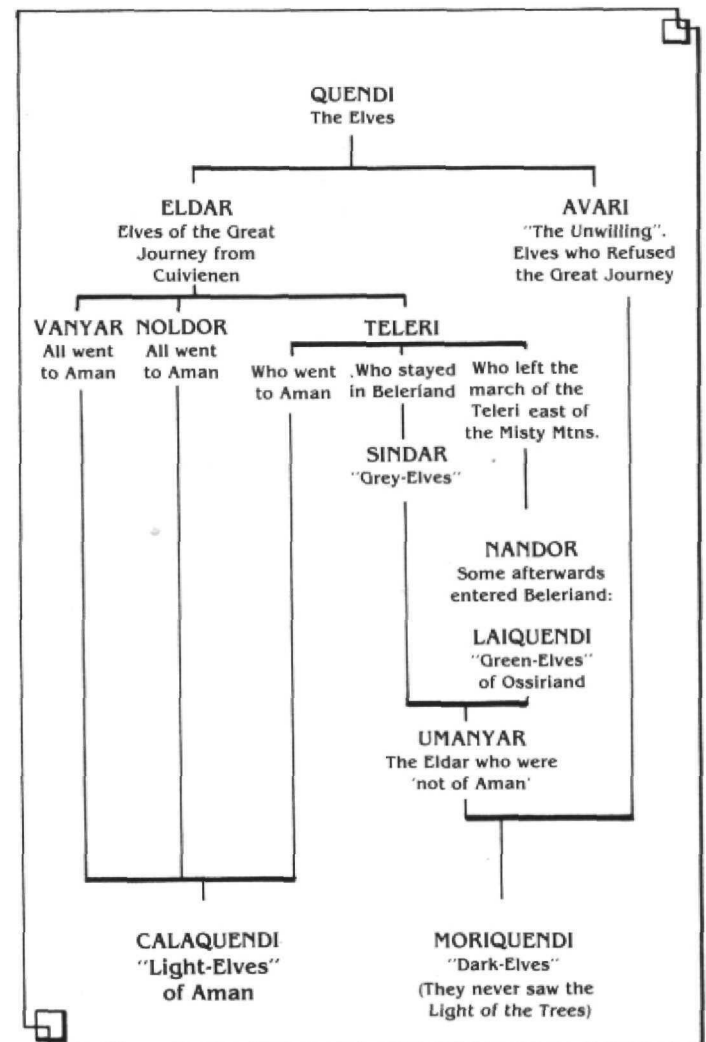 QUENDI
The Elves
ELDAR
Elves of the Great
Journey from
Cuivienen
AVARI
"The Unwilling".
Elves who Refused
the Great Journey
VANYAR
All went
to Aman
NOLDOR
All went
to Aman
TELERI
Who went
to Aman
.Who stayed
in Beleriand
Who left the
march of the
Teleri east of
the Misty Mtns.
SINDAR
"Grey-Elves"
NANDOR
Some afterwards
entered Beleriand:
LAIQUENDI
"Green-Elves"
of Ossiriand
UMANYAR
The Eldar who were
'not of Aman'
CALAQUENDI
"Light-Elves"
of Aman
MORIQUENDI
"Dark-Elves"
(They never saw the
Light of the Trees)